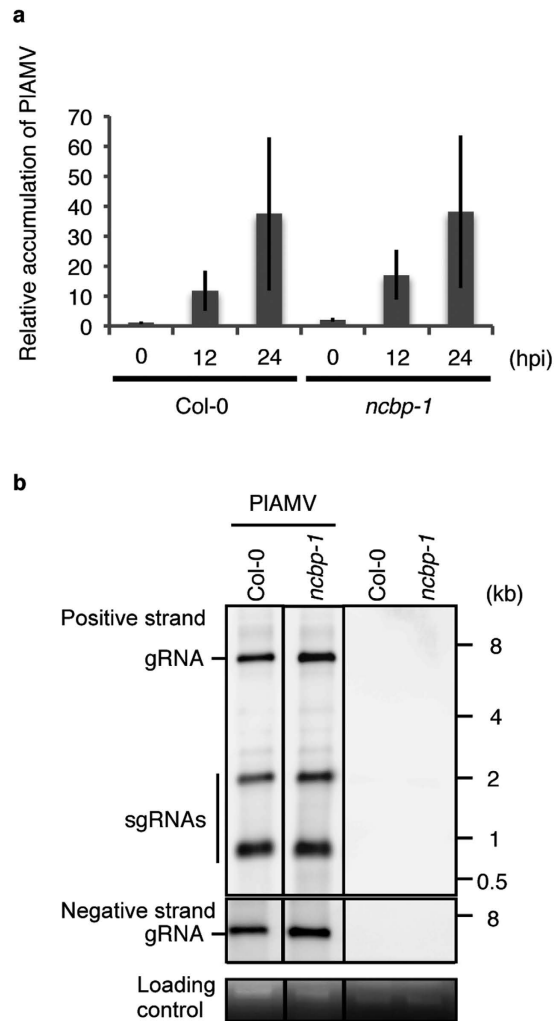 a
Relative accumulation of PlAMV
70
60
50
40
30
20
10
0
0 12 24 0 12 24 (hpi)
Col-0 ncbp-1
b
PlAMV
Col-0 ncbp-1 Col-0 ncbp-1 (kb)
Positive strand
8
gRNA
4
2
sgRNAs
1
0.5
Negative strand
8
gRNA
Loading
control